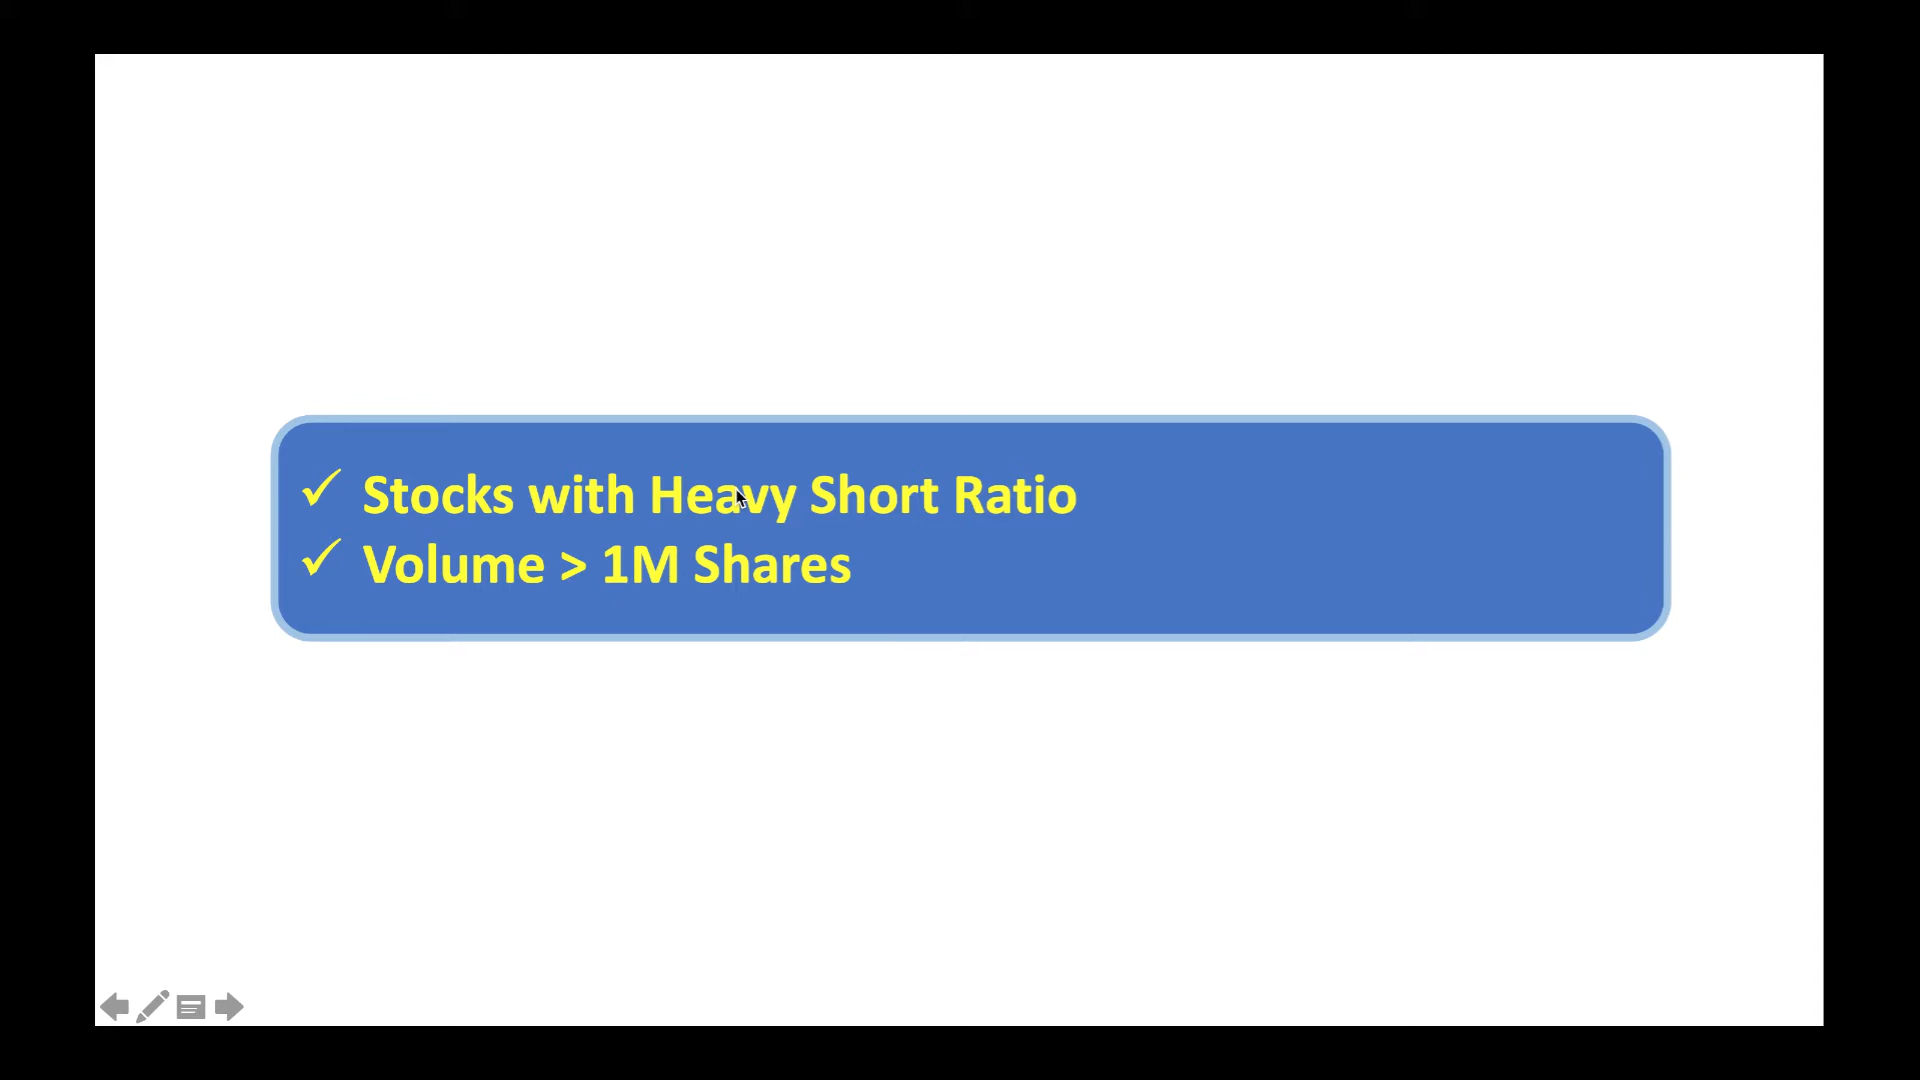 ✓ Stocks with Heavy Short Ratio
✓ Volume > 1M Shares